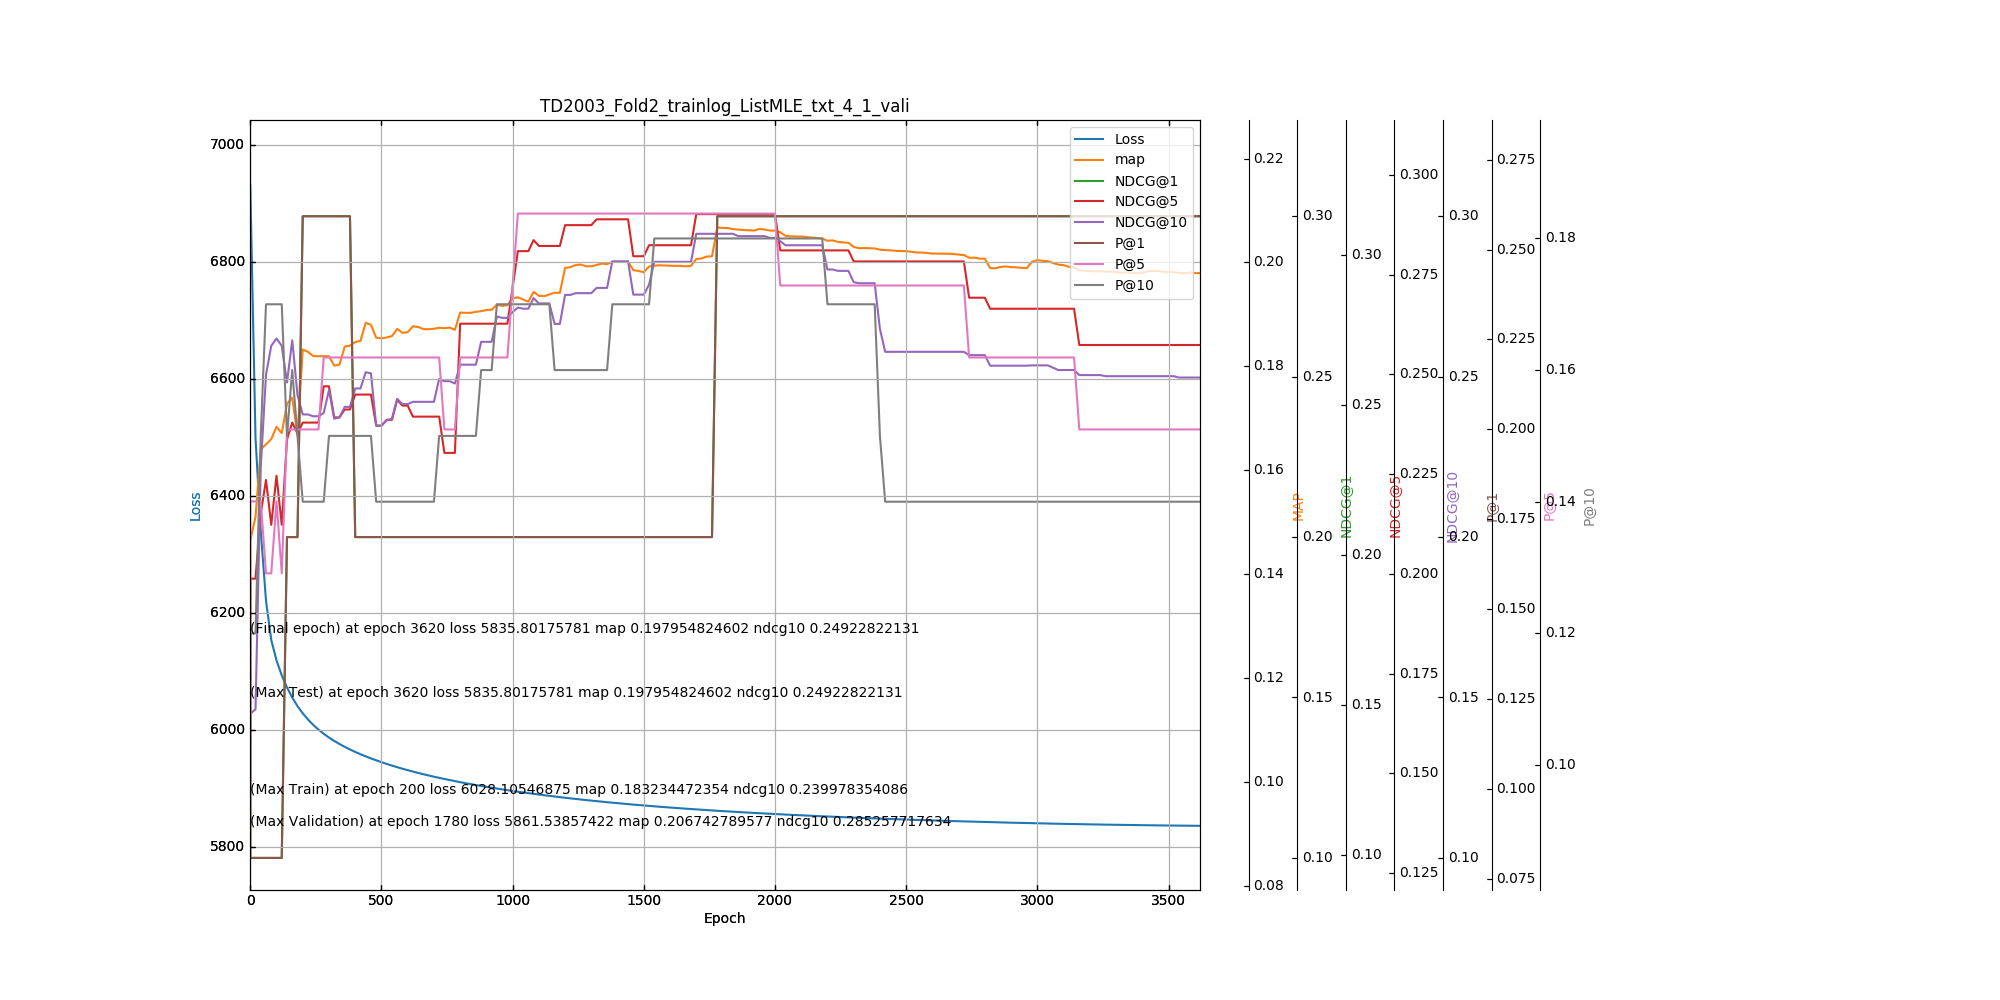 TD2003_Fold2_trainlog_ListMLE_txt_4_1_vali
7000
6800
6600
6400
6200
6000
5800
Loss
0
500
1000
1500
2000
2500
3000
3500
Epoch
Loss
map
NDCG@1
NDCG@5
NDCG@10
P@1
P@5
P@10
(Final epoch) at epoch 3620 loss 5835.80175781 map 0.197954824602 ndcg10 0.24922822131
(Max Test) at epoch 3620 loss 5835.80175781 map 0.197954824602 ndcg10 0.24922822131
(Max Train) at epoch 200 loss 6028.10546875 map 0.183234472354 ndcg10 0.239978354086
(Max Validation) at epoch 1780 loss 5861.53857422 map 0.206742789577 ndcg10 0.285257717634
0.22
0.20
0.18
0.16
0.14
0.12
0.10
0.08
MAP
0.30
0.25
0.20
0.15
0.10
NDCG@1
0.30
0.25
0.20
0.15
0.10
NDCG@5
0.300
0.275
0.250
0.225
0.200
0.175
0.150
0.125
NDCG@10
0.30
0.25
0.20
0.15
0.10
P@1
0.275
0.250
0.225
0.200
0.175
0.150
0.125
0.100
0.075
P@5
0.18
0.16
0.14
0.12
0.10
P@10